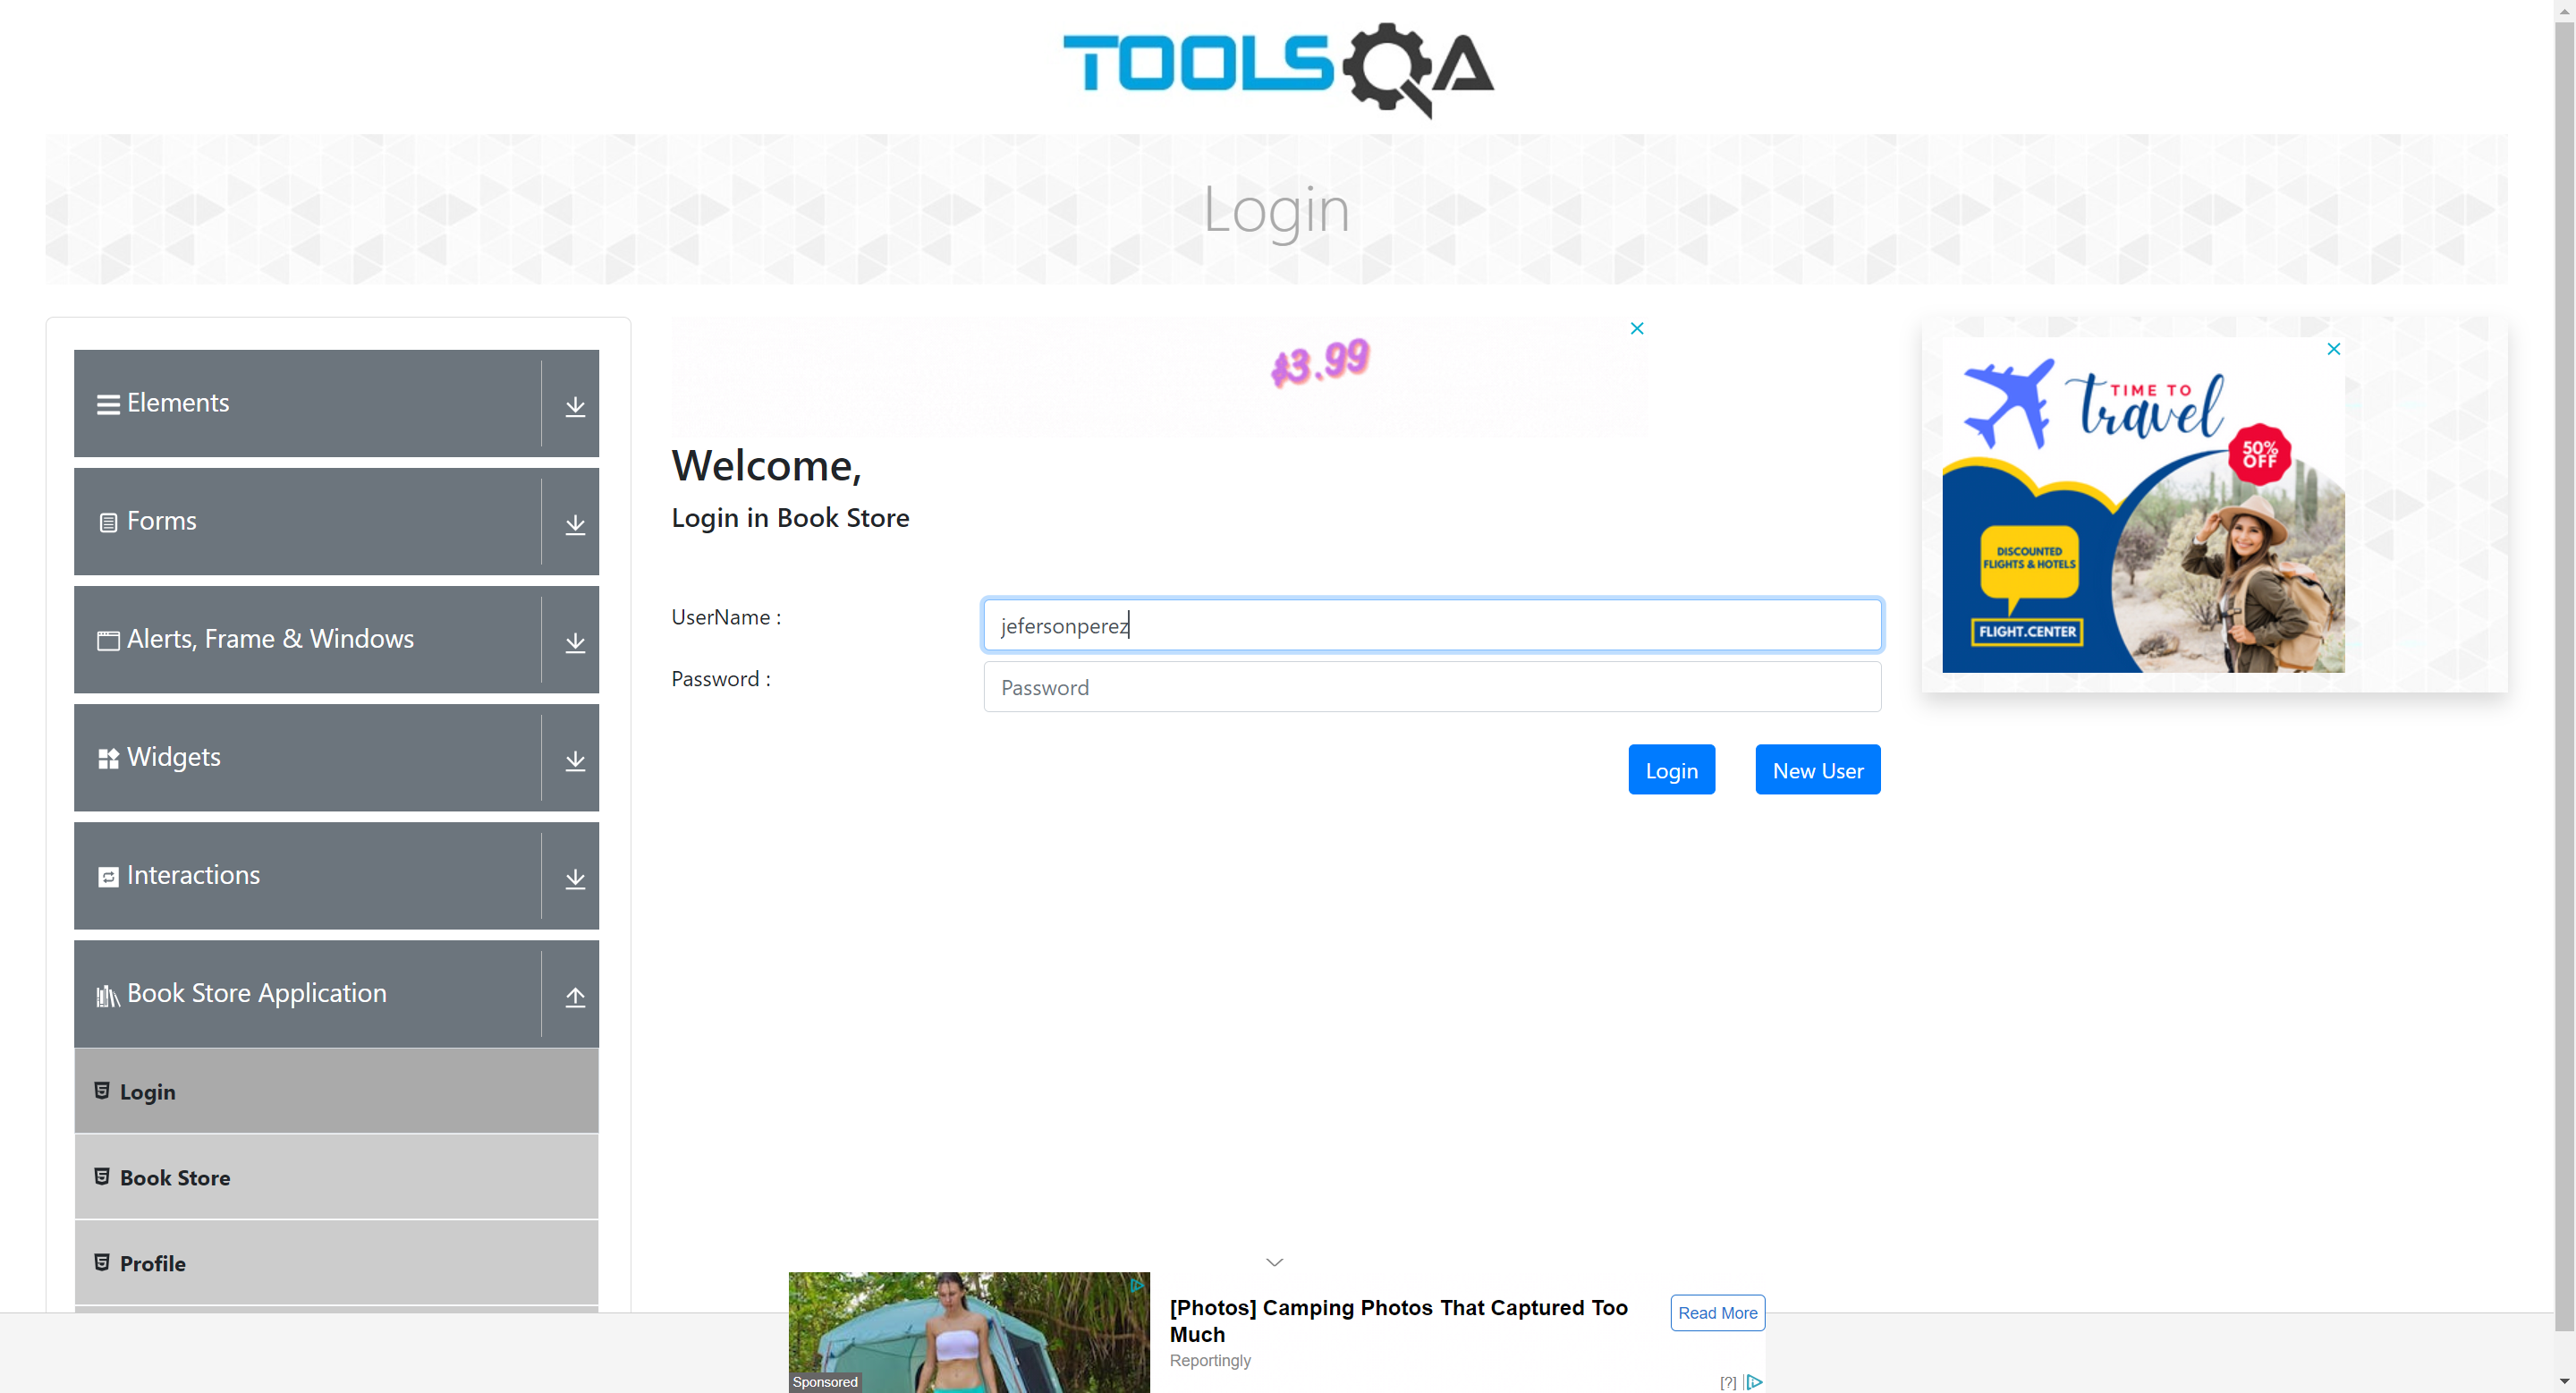 TOOLSQA
Login
Elements
Forms
Alerts, Frame & Windows
Widgets
Interactions
Book Store Application
Login
Book Store
Profile
$3.99
Welcome,
Login in Book Store
UserName :
jefersonperez
Password :
Password
Login
New User
TIME TO
travel
50%
OFF
DISCOUNTED
FLIGHTS & HOTELS
FLIGHT.CENTER
Sponsored
[Photos] Camping Photos That Captured Too
Much
Reportingly
Read More
[?]